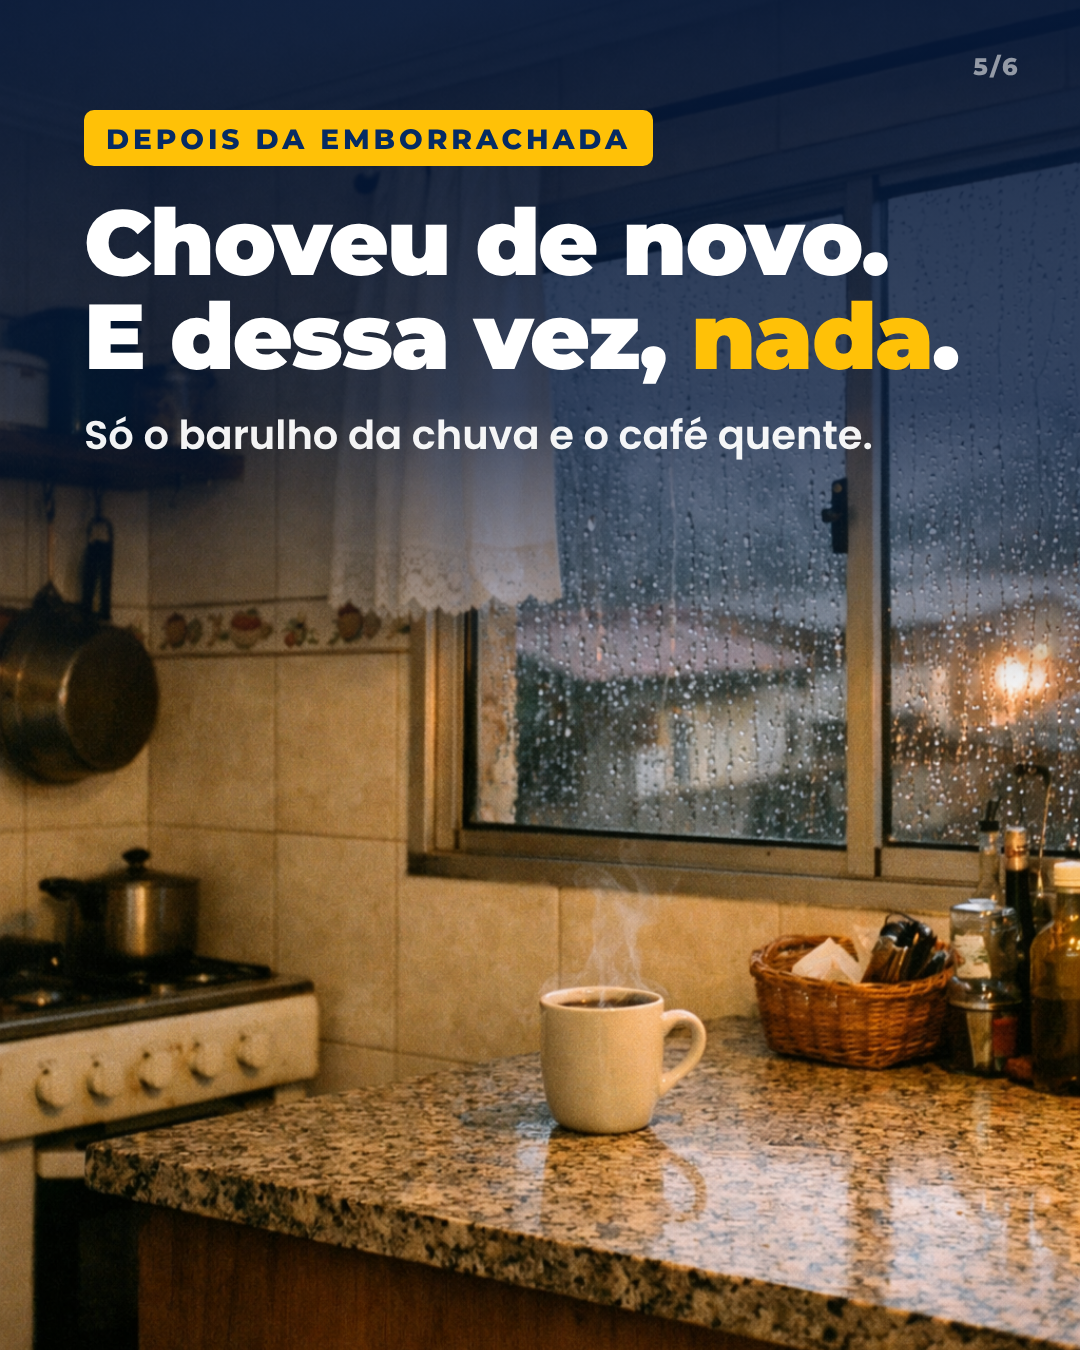 5/6
DEPOIS DA EMBORRACHADA
Choveu de novo.
E dessa vez, nada.
Só o barulho da chuva e o café quente.